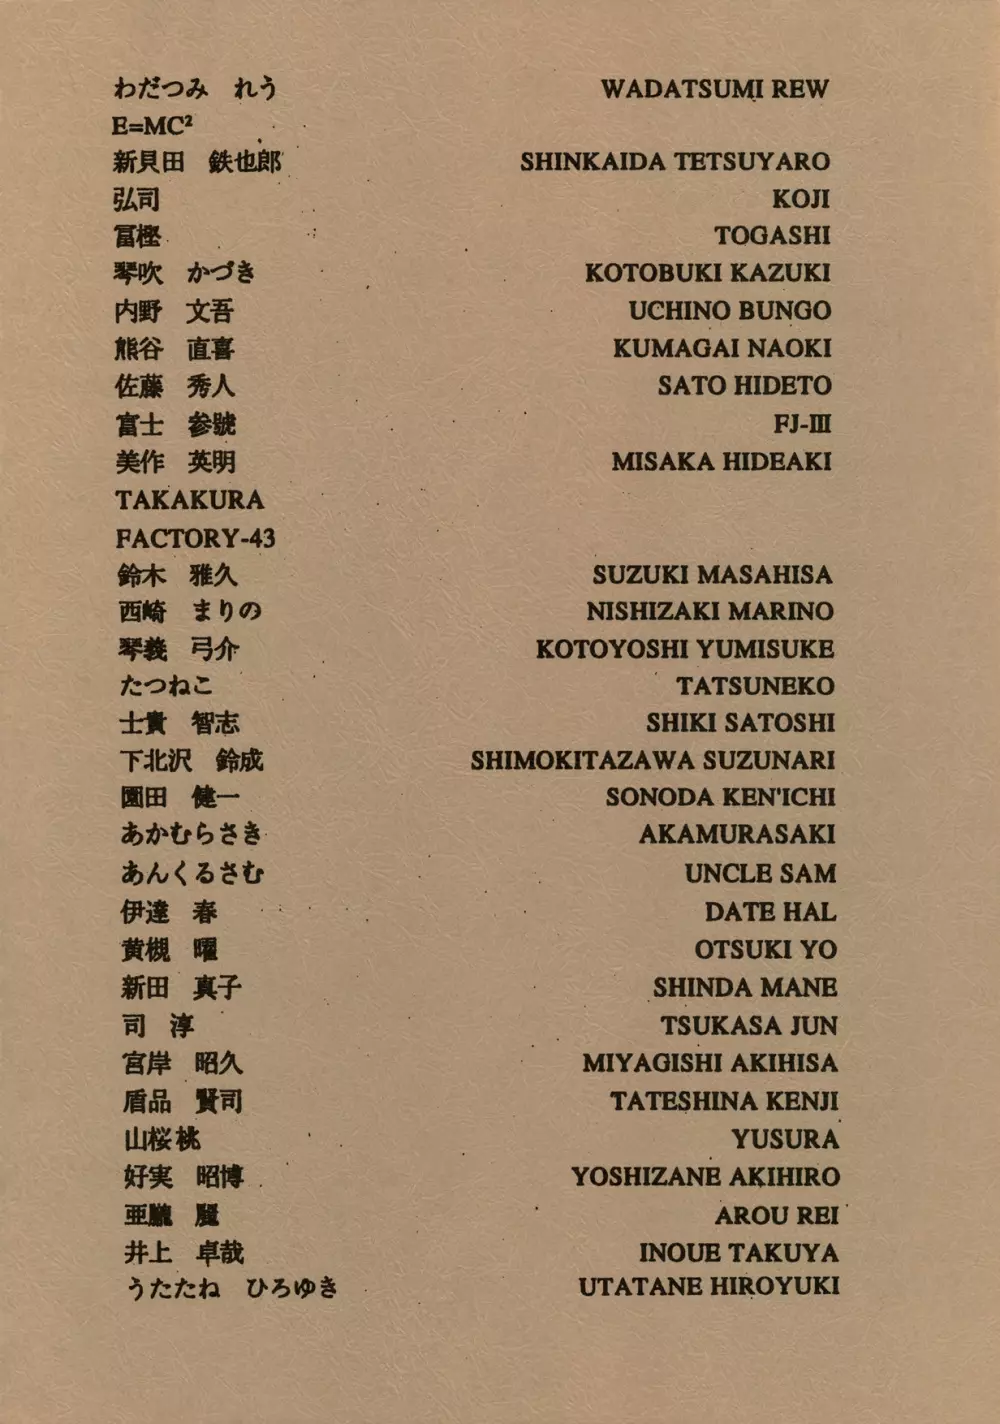 わだつみ　れう　WADATSUMI REW
E=MC²
新貝田　鉄也郎　SHINKAIDA TETSUYARO
弘司　KOJI
冨樫　TOGASHI
琴吹　かづき　KOTOBUKI KAZUKI
内野　文吾　UCHINO BUNGO
熊谷　直喜　KUMAGAI NAOKI
佐藤　秀人　SATO HIDETO
富士　参號　FJ-Ⅲ
美作　英明　MISAKA HIDEAKI
TAKAKURA
FACTORY-43
鈴木　雅久　SUZUKI MASAHISA
西崎　まりの　NISHIZAKI MARINO
琴義　弓介　KOTOYOSHI YUMISUKE
たつねこ　TATSUNEKO
士貴　智志　SHIKI SATOSHI
下北沢　鈴成　SHIMOKITAZAWA SUZUNARI
園田　健一　SONODA KEN'ICHI
あかむらさき　AKAMURASAKI
あんくるさむ　UNCLE SAM
伊達　春　DATE HAL
黄槻　曜　OTSUKI YO
新田　真子　SHINDA MANE
司　淳　TSUKASA JUN
宮岸　昭久　MIYAGISHI AKIHISA
盾品　賢司　TATESHINA KENJI
山桜桃　YUSURA
好実　昭博　YOSHIZANE AKIHIRO
亜朧　麗　AROU REI
井上　卓哉　INOUE TAKUYA
うたたね　ひろゆき　UTATANE HIROYUKI